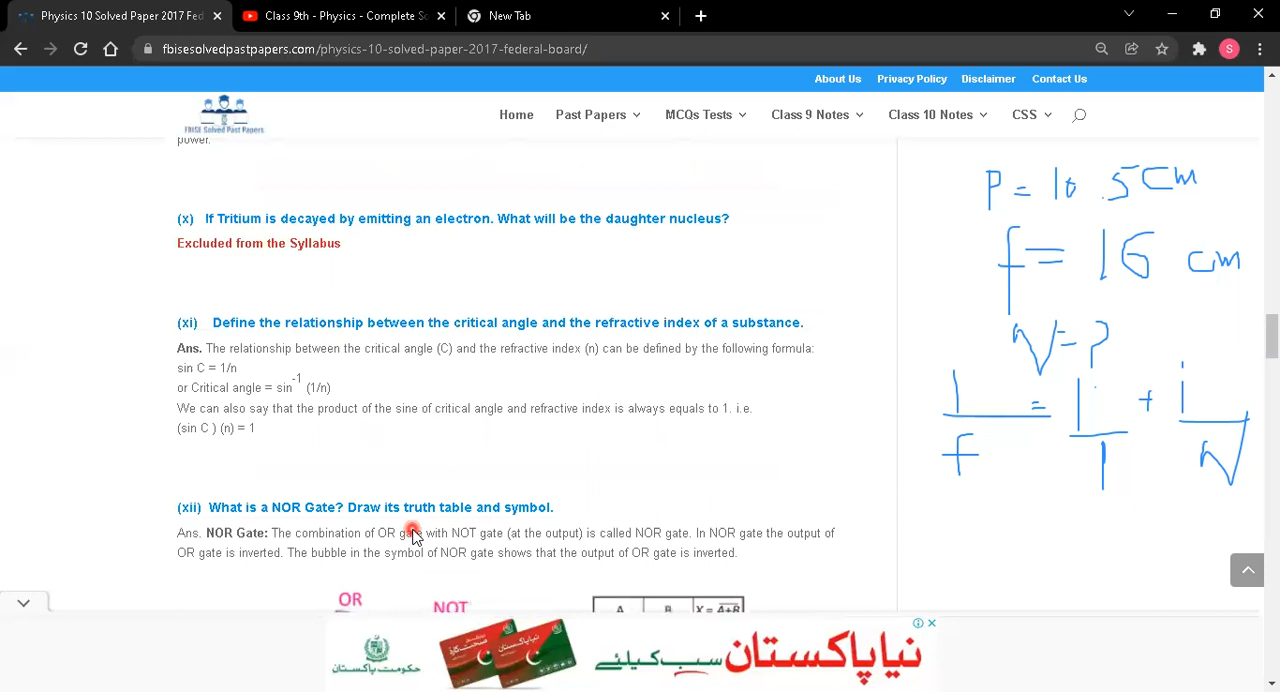 Physics 10 Solved Paper 2017 Fed
Class 9th - Physics - Complete So
New Tab
fbisesolvedpastpapers.com/physics-10-solved-paper-2017-federal-board/
S
About Us Privacy Policy Disclaimer Contact Us
FBISE Solved Past Papers
Home Past Papers MCQs Tests Class 9 Notes Class 10 Notes CSS
power.
(x) If Tritium is decayed by emitting an electron. What will be the daughter nucleus?
Excluded from the Syllabus
(xi) Define the relationship between the critical angle and the refractive index of a substance.
Ans. The relationship between the critical angle (C) and the refractive index (n) can be defined by the following formula:
sin C = 1/n
or Critical angle = sin-1 (1/n)
We can also say that the product of the sine of critical angle and refractive index is always equals to 1. i.e.
(sin C ) (n) = 1
(xii) What is a NOR Gate? Draw its truth table and symbol.
Ans. NOR Gate: The combination of OR gate with NOT gate (at the output) is called NOR gate. In NOR gate the output of
OR gate is inverted. The bubble in the symbol of NOR gate shows that the output of OR gate is inverted.
OR NOT
A B X = A+B
P = 10.5 cm
f = 16 cm
= ?
1/f = 1/ + 1/
حکومت پاکستان
نیا پاکستان
سب کیلئے
نیا پاکستان